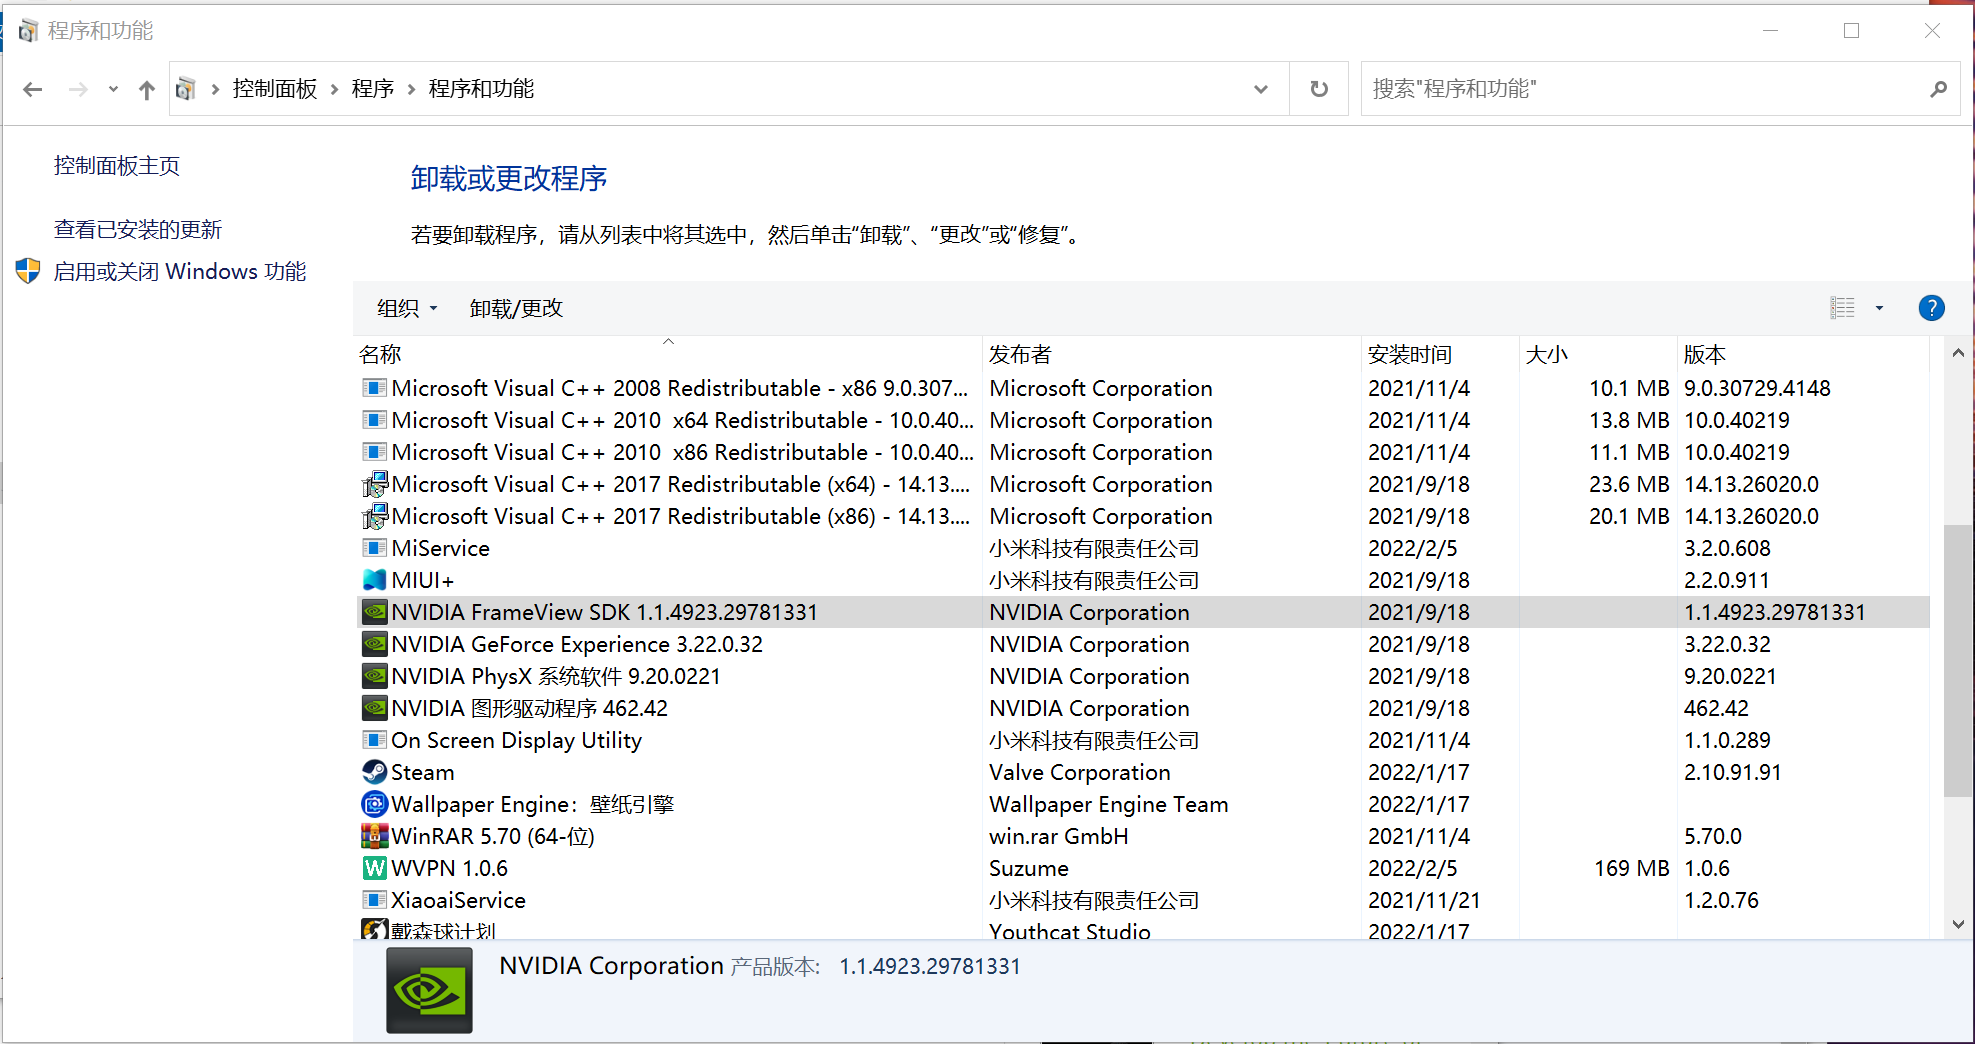 程序和功能
控制面板 程序 程序和功能
搜索"程序和功能"
控制面板主页
查看已安装的更新
启用或关闭 Windows 功能
卸载或更改程序
若要卸载程序，请从列表中将其选中，然后单击“卸载”、“更改”或“修复”。
组织 卸载/更改
名称 发布者 安装时间 大小 版本
Microsoft Visual C++ 2008 Redistributable - x86 9.0.307... Microsoft Corporation 2021/11/4 10.1 MB 9.0.30729.4148
Microsoft Visual C++ 2010  x64 Redistributable - 10.0.40... Microsoft Corporation 2021/11/4 13.8 MB 10.0.40219
Microsoft Visual C++ 2010  x86 Redistributable - 10.0.40... Microsoft Corporation 2021/11/4 11.1 MB 10.0.40219
Microsoft Visual C++ 2017 Redistributable (x64) - 14.13.... Microsoft Corporation 2021/9/18 23.6 MB 14.13.26020.0
Microsoft Visual C++ 2017 Redistributable (x86) - 14.13.... Microsoft Corporation 2021/9/18 20.1 MB 14.13.26020.0
MiService 小米科技有限责任公司 2022/2/5 3.2.0.608
MIUI+ 小米科技有限责任公司 2021/9/18 2.2.0.911
NVIDIA FrameView SDK 1.1.4923.29781331 NVIDIA Corporation 2021/9/18 1.1.4923.29781331
NVIDIA GeForce Experience 3.22.0.32 NVIDIA Corporation 2021/9/18 3.22.0.32
NVIDIA PhysX 系统软件 9.20.0221 NVIDIA Corporation 2021/9/18 9.20.0221
NVIDIA 图形驱动程序 462.42 NVIDIA Corporation 2021/9/18 462.42
On Screen Display Utility 小米科技有限责任公司 2021/11/4 1.1.0.289
Steam Valve Corporation 2022/1/17 2.10.91.91
Wallpaper Engine：壁纸引擎 Wallpaper Engine Team 2022/1/17
WinRAR 5.70 (64-位) win.rar GmbH 2021/11/4 5.70.0
WVPN 1.0.6 Suzume 2022/2/5 169 MB 1.0.6
XiaoaiService 小米科技有限责任公司 2021/11/21 1.2.0.76
戴森球计划 Youthcat Studio 2022/1/17
NVIDIA Corporation 产品版本: 1.1.4923.29781331